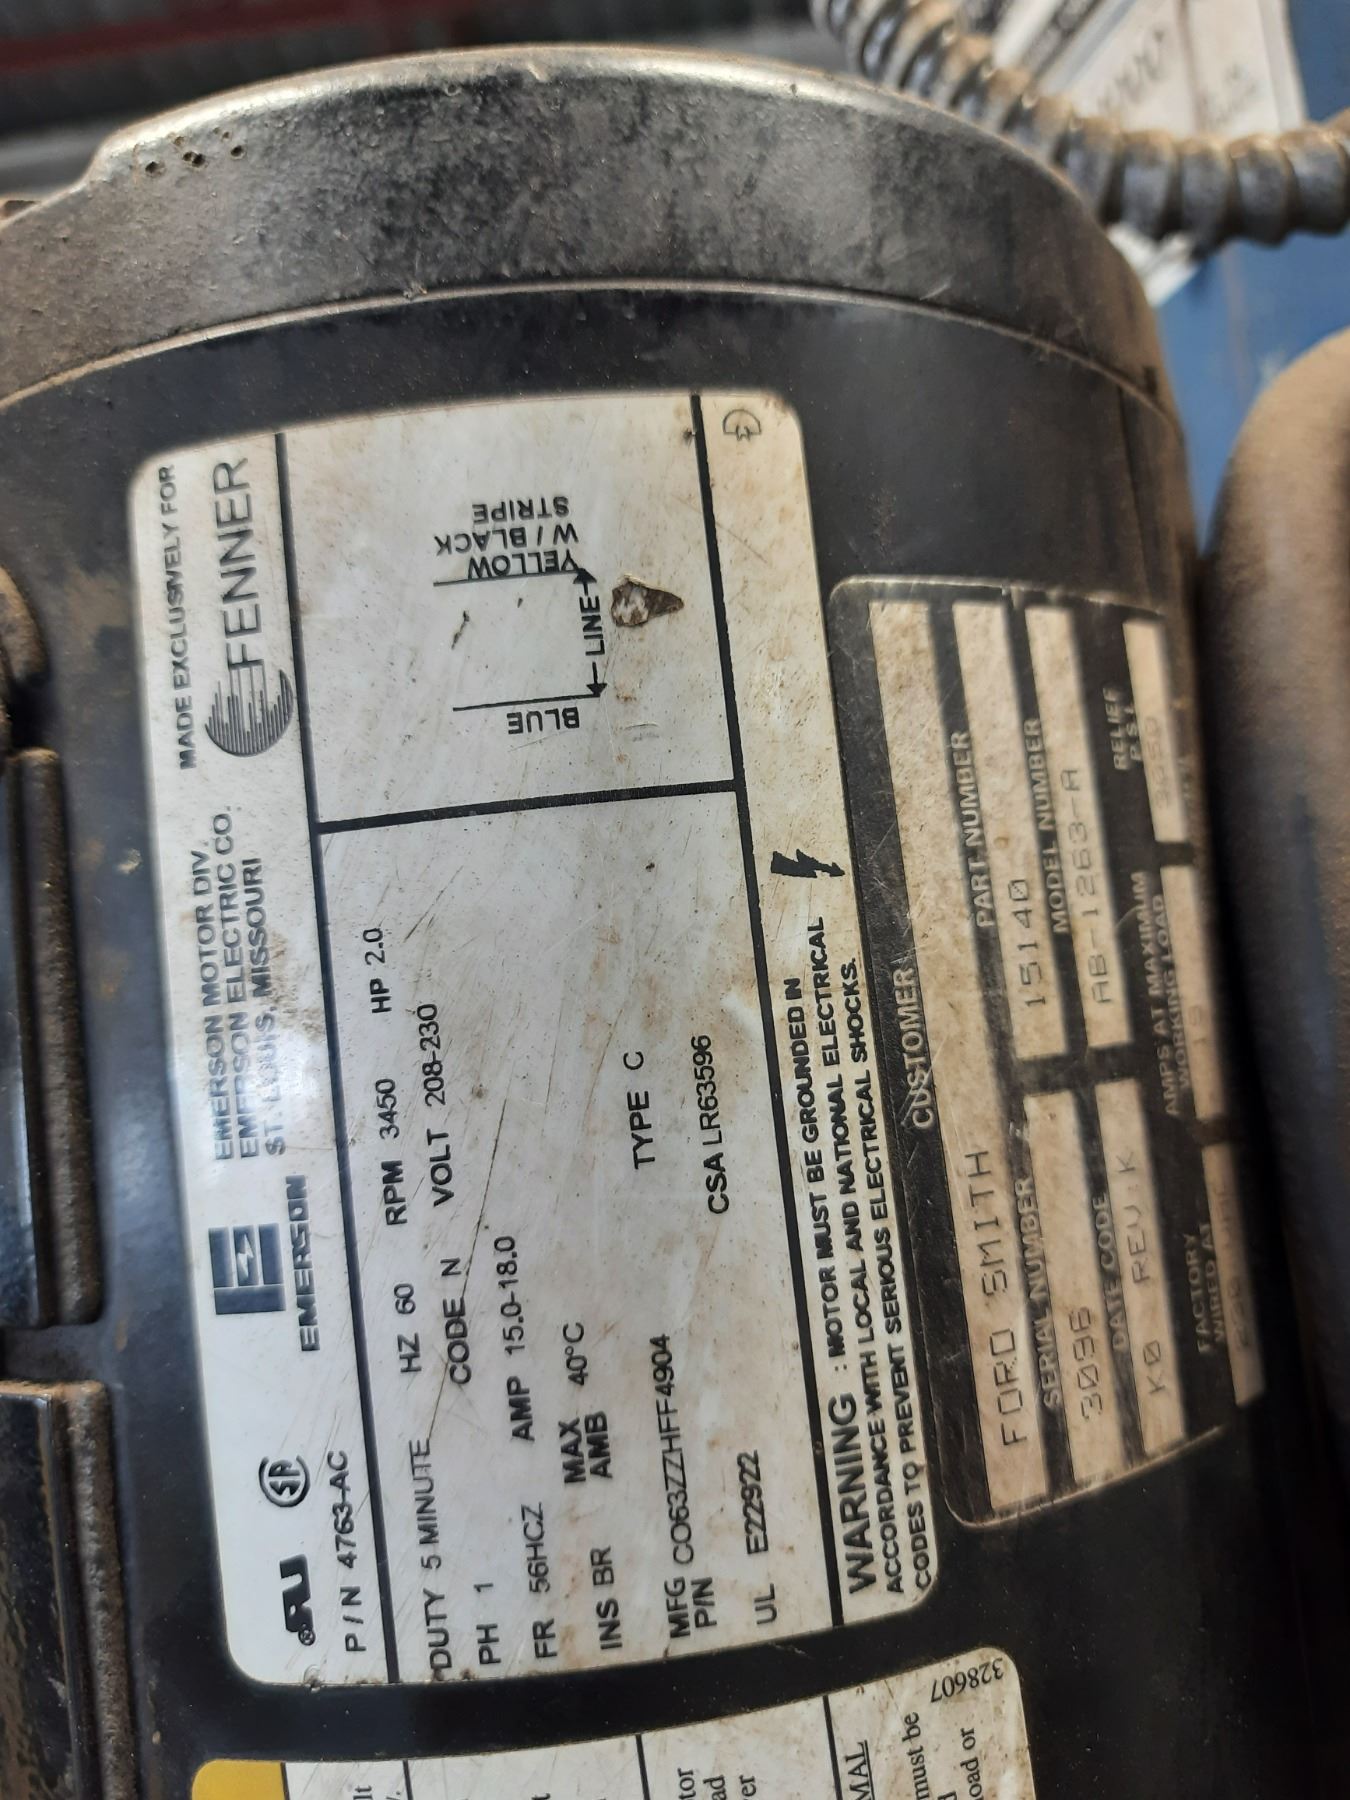 MADE EXCLUSIVELY FOR
FENNER
EMERSON MOTOR DIV.
EMERSON ELECTRIC CO.
ST. LOUIS, MISSOURI
EMERSON
P/N 4763-AC
DUTY 5 MINUTE HZ 60 RPM 3450 HP 2.0
PH 1 CODE N VOLT 208-230
FR 56HCZ AMP 15.0-18.0
INS BR MAX AMB 40°C TYPE C
MFG P/N CO63ZZHFF4904
UL E22922 CSA LR63596
BLUE
LINE
YELLOW
W/BLACK
STRIPE
WARNING : MOTOR MUST BE GROUNDED IN
ACCORDANCE WITH LOCAL AND NATIONAL ELECTRICAL
CODES TO PREVENT SERIOUS ELECTRICAL SHOCKS.
CUSTOMER
FORD SMITH
SERIAL NUMBER PART NUMBER
3096 15140
DATE CODE MODEL NUMBER
K0 REV:K AB-1263-A
FACTORY WIRED AT
AMPS AT MAXIMUM WORKING LOAD
RELIEF P.S.I.
328607
must be
oad or